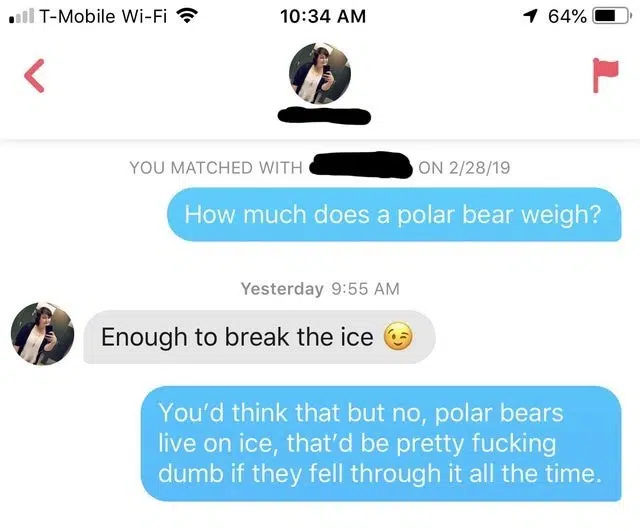 T-Mobile Wi-Fi 10:34 AM 64%
YOU MATCHED WITH ON 2/28/19
How much does a polar bear weigh?
Yesterday 9:55 AM
Enough to break the ice 😉
You’d think that but no, polar bears
live on ice, that’d be pretty fucking
dumb if they fell through it all the time.